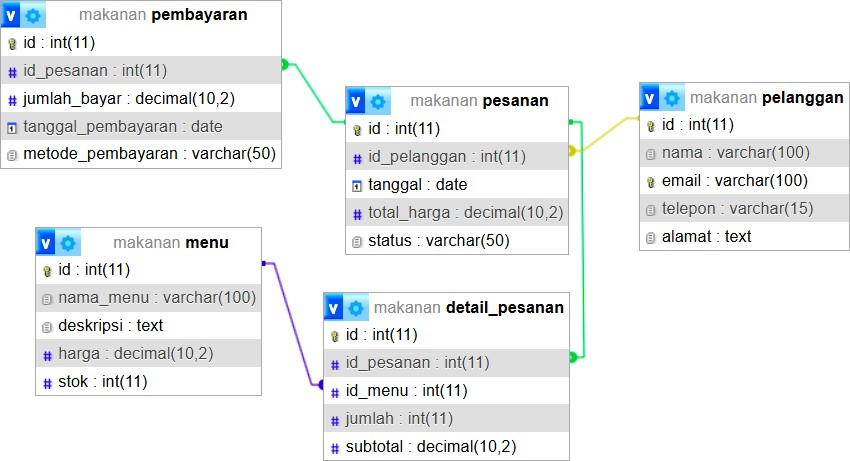 v makanan pembayaran
id : int(11)
# id_pesanan : int(11)
# jumlah_bayar : decimal(10,2)
tanggal_pembayaran : date
metode_pembayaran : varchar(50)
v makanan pesanan
id : int(11)
# id_pelanggan : int(11)
tanggal : date
# total_harga : decimal(10,2)
status : varchar(50)
v makanan pelanggan
id : int(11)
nama : varchar(100)
email : varchar(100)
telepon : varchar(15)
alamat : text
v makanan menu
id : int(11)
nama_menu : varchar(100)
deskripsi : text
# harga : decimal(10,2)
# stok : int(11)
v makanan detail_pesanan
id : int(11)
# id_pesanan : int(11)
# id_menu : int(11)
# jumlah : int(11)
# subtotal : decimal(10,2)